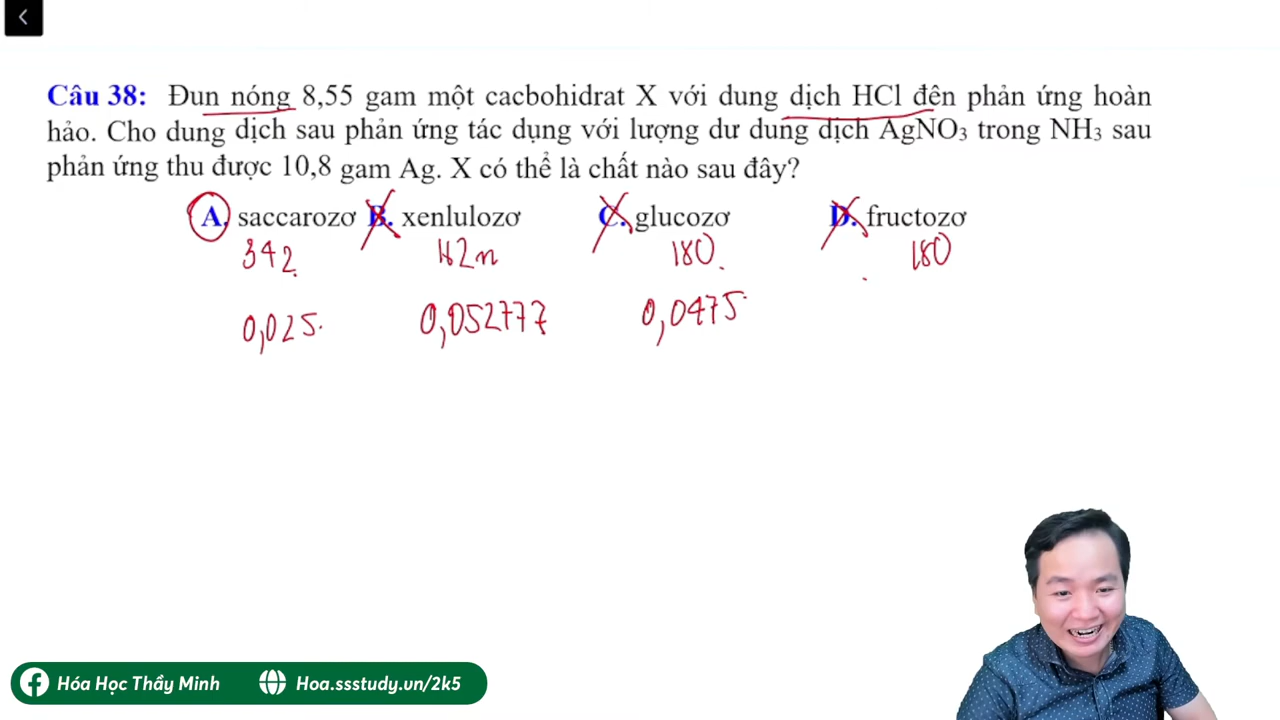 Câu 38: Đun nóng 8,55 gam một cacbohidrat X với dung dịch HCl đên phản ứng hoàn
hảo. Cho dung dịch sau phản ứng tác dụng với lượng dư dung dịch AgNO₃ trong NH₃ sau
phản ứng thu được 10,8 gam Ag. X có thể là chất nào sau đây?
A. saccarozơ B. xenlulozơ C. glucozơ D. fructozơ
342 162n 180 180
0,025 0,052777 0,0475
Hóa Học Thầy Minh Hoa.ssstudy.vn/2k5